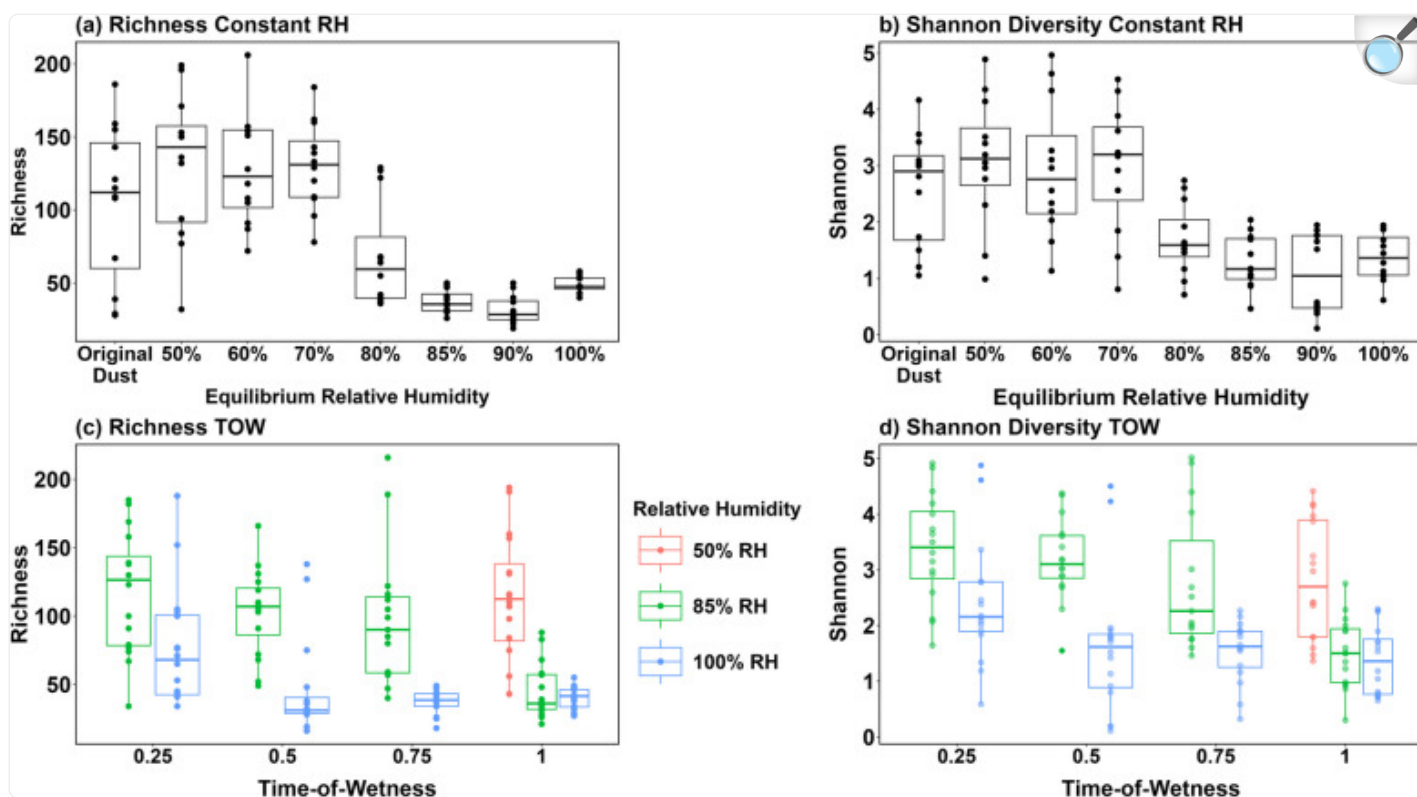 (a) Richness Constant RH
200
150
100
50
Richness
Original Dust
50%
60%
70%
80%
85%
90%
100%
Equilibrium Relative Humidity
b) Shannon Diversity Constant RH
5
4
3
2
1
0
Shannon
Original Dust
50%
60%
70%
80%
85%
90%
100%
Equilibrium Relative Humidity
(c) Richness TOW
200
150
100
50
Richness
0.25
0.5
0.75
1
Time-of-Wetness
Relative Humidity
50% RH
85% RH
100% RH
d) Shannon Diversity TOW
5
4
3
2
1
0
Shannon
0.25
0.5
0.75
1
Time-of-Wetness